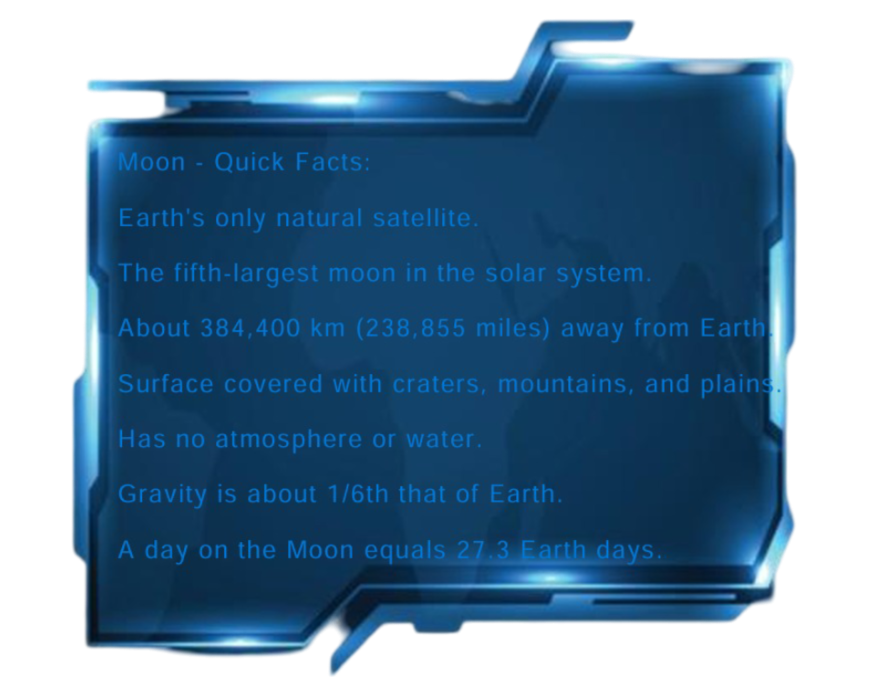 Moon - Quick Facts:
Earth's only natural satellite.
The fifth-largest moon in the solar system.
About 384,400 km (238,855 miles) away from Earth.
Surface covered with craters, mountains, and plains.
Has no atmosphere or water.
Gravity is about 1/6th that of Earth.
A day on the Moon equals 27.3 Earth days.